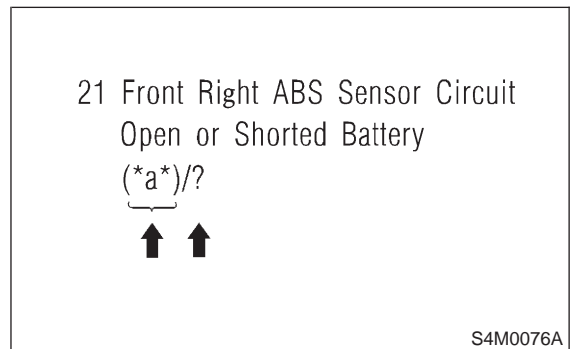 21 Front Right ABS Sensor Circuit
Open or Shorted Battery
(*a*)/?
S4M0076A